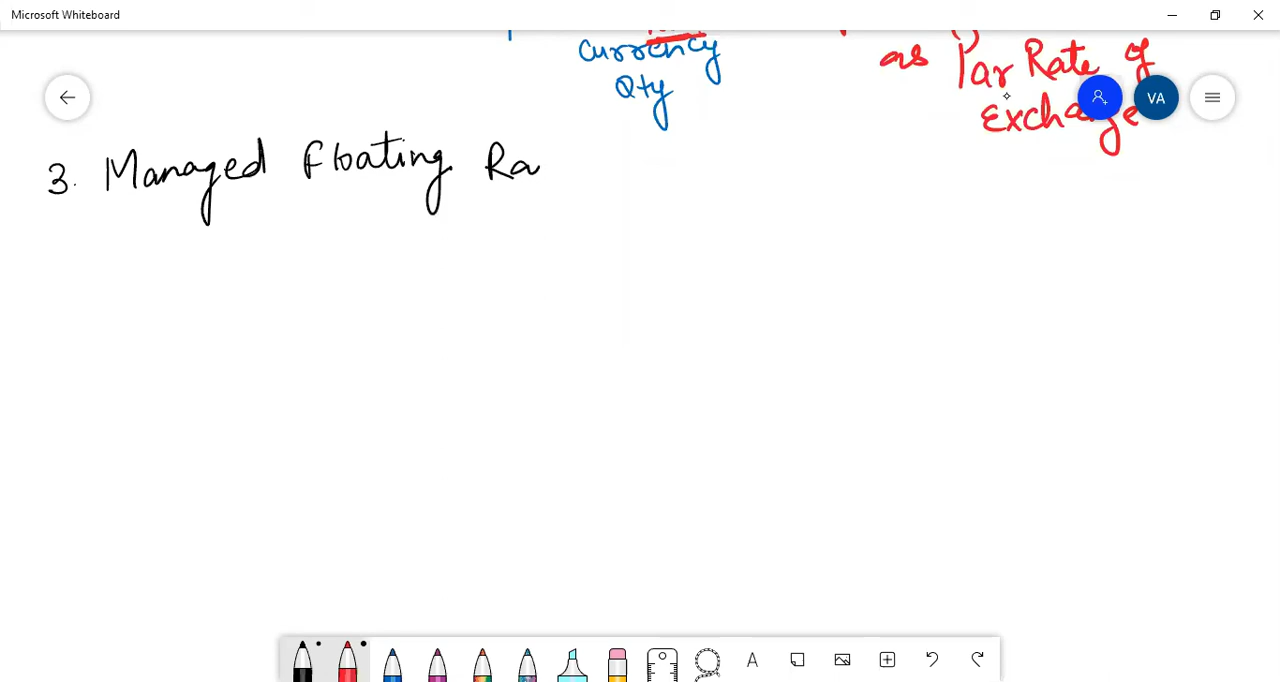 Microsoft Whiteboard
currency
Qty
as Par Rate of
Exchange
VA
3. Managed Floating Ra
A